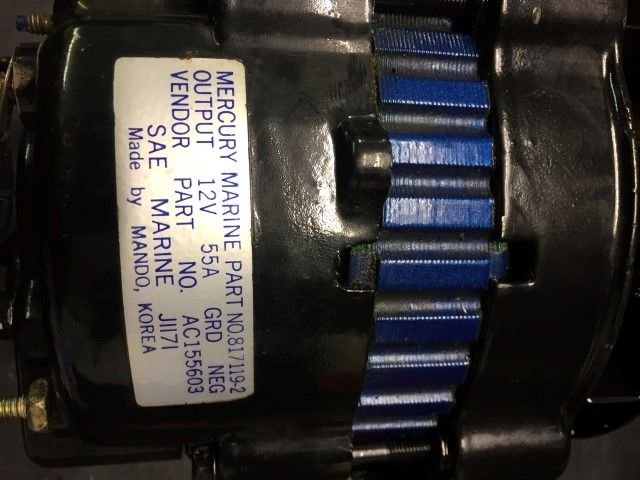 MERCURY MARINE PART NO.817119-2
OUTPUT 12V 55A GRD NEG
VENDOR PART NO. AC155603
SAE MARINE J1171
Made by MANDO, KOREA